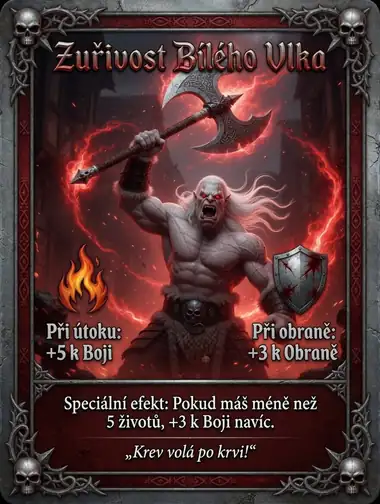 Zuřivost Bílého Vlka
Při útoku:
+5 k Boji
Při obraně:
+3 k Obraně
Speciální efekt: Pokud máš méně než
5 životů, +3 k Boji navíc.
„Krev volá po krvi!“